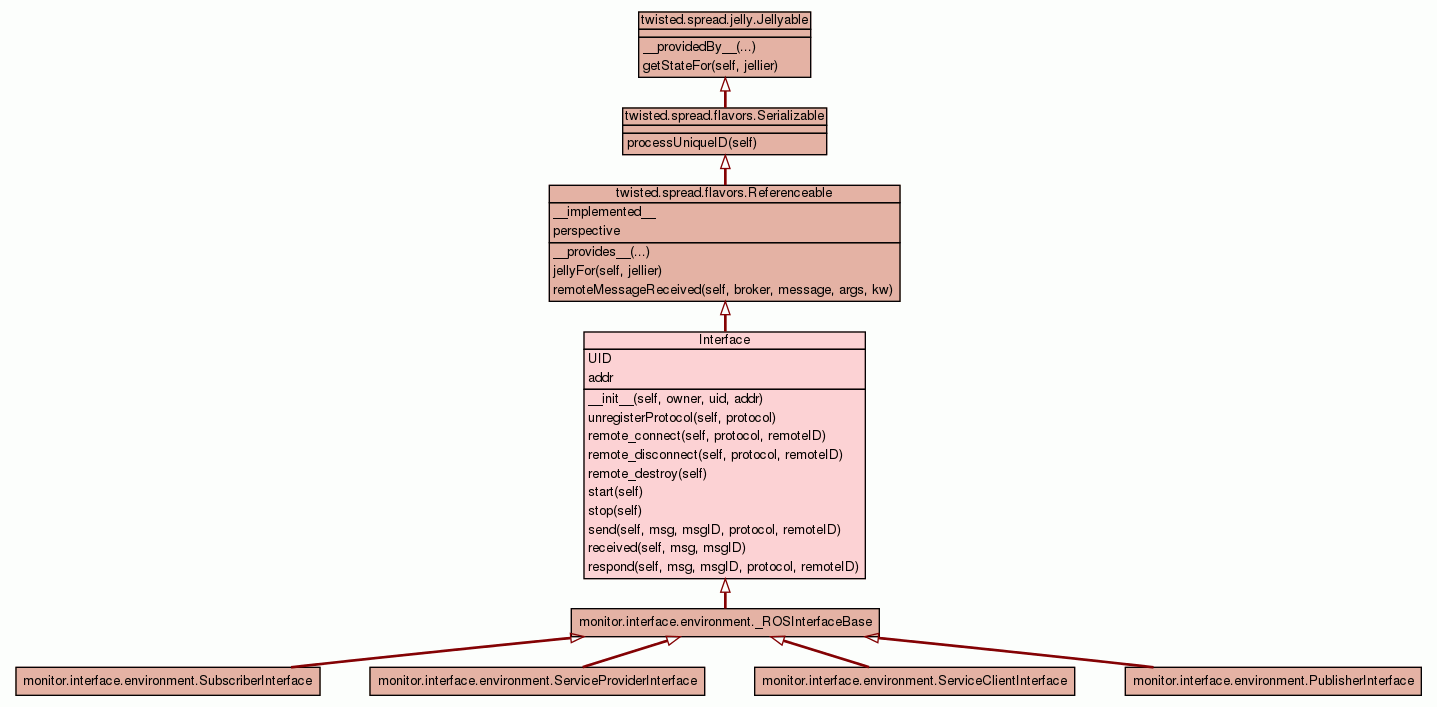 twisted.spread.jelly.Jellyable
__providedBy__(...)
getStateFor(self, jellier)
twisted.spread.flavors.Serializable
processUniqueID(self)
twisted.spread.flavors.Referenceable
__implemented__
perspective
__provides__(...)
jellyFor(self, jellier)
remoteMessageReceived(self, broker, message, args, kw)
Interface
UID
addr
__init__(self, owner, uid, addr)
unregisterProtocol(self, protocol)
remote_connect(self, protocol, remoteID)
remote_disconnect(self, protocol, remoteID)
remote_destroy(self)
start(self)
stop(self)
send(self, msg, msgID, protocol, remoteID)
received(self, msg, msgID)
respond(self, msg, msgID, protocol, remoteID)
monitor.interface.environment._ROSInterfaceBase
monitor.interface.environment.SubscriberInterface
monitor.interface.environment.ServiceProviderInterface
monitor.interface.environment.ServiceClientInterface
monitor.interface.environment.PublisherInterface